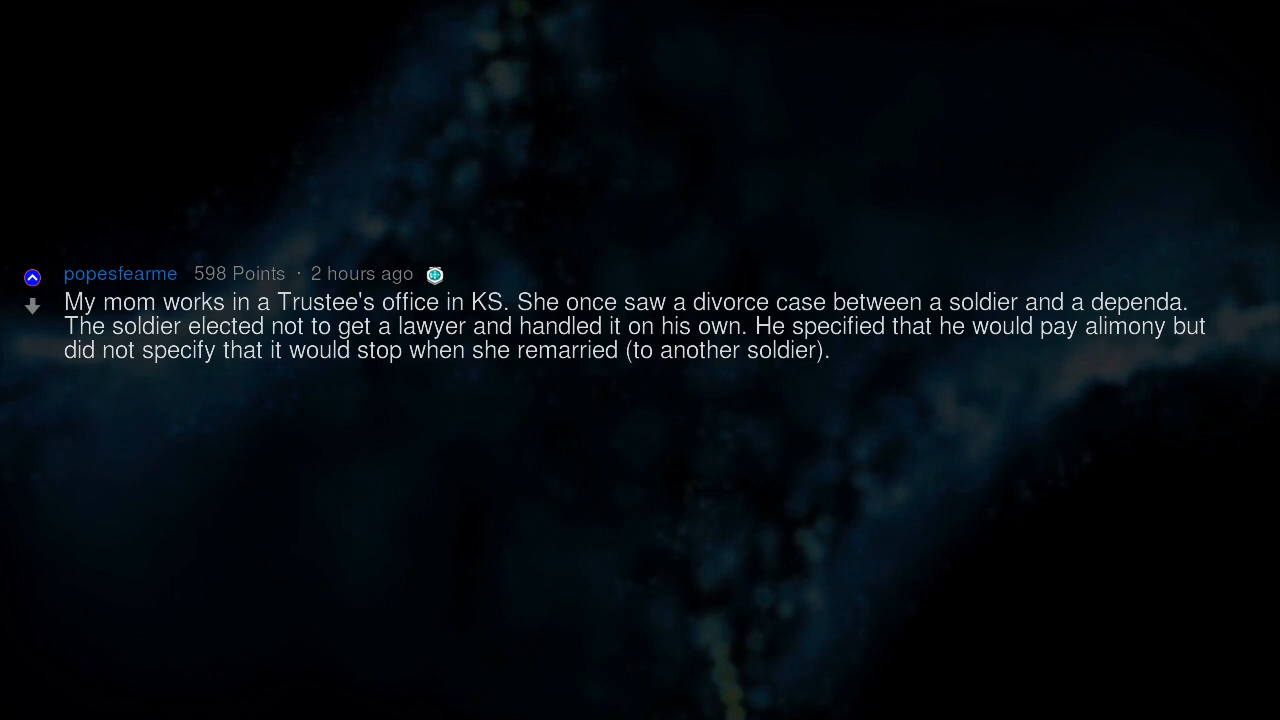 popesfearme 598 Points · 2 hours ago
My mom works in a Trustee's office in KS. She once saw a divorce case between a soldier and a dependa.
The soldier elected not to get a lawyer and handled it on his own. He specified that he would pay alimony but
did not specify that it would stop when she remarried (to another soldier).